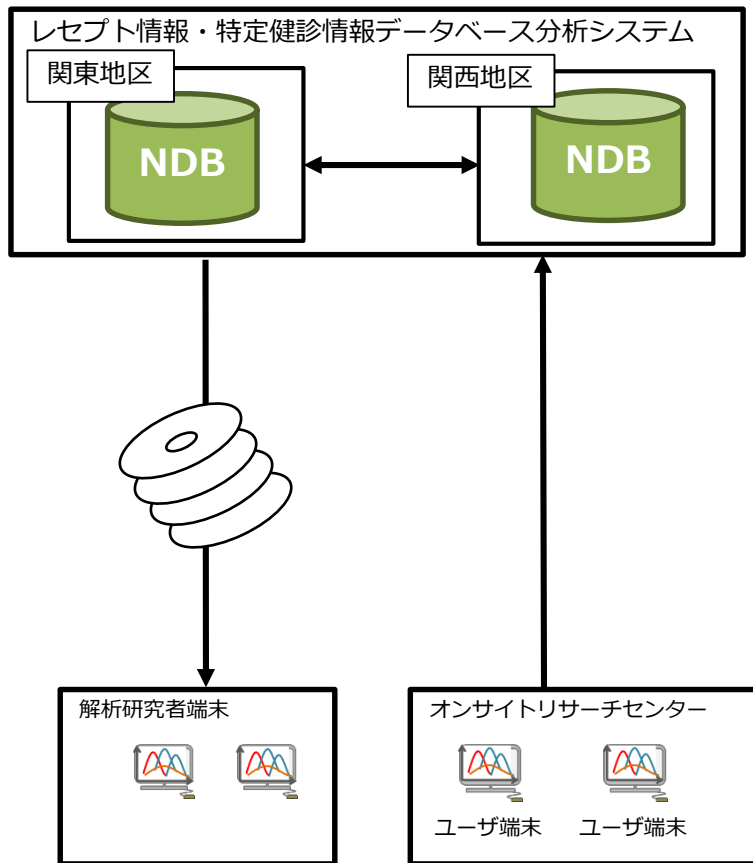 レセプト情報・特定健診情報データベース分析システム
関東地区
関西地区
NDB
NDB
解析研究者端末
オンサイトリサーチセンター
ユーザ端末
ユーザ端末